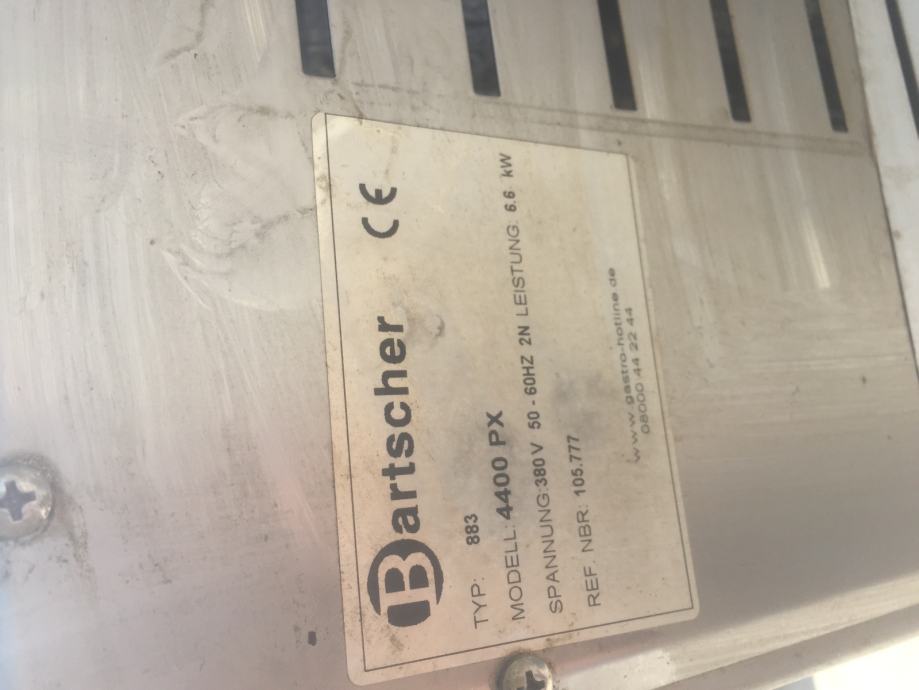 Bartscher CE
TYP: 883
MODELL: 4400 PX
SPANNUNG:380V 50-60HZ 2N LEISTUNG: 6.6 kW
REF. NBR: 105.777
www.gastro-hotline.de
08000 44 22 44